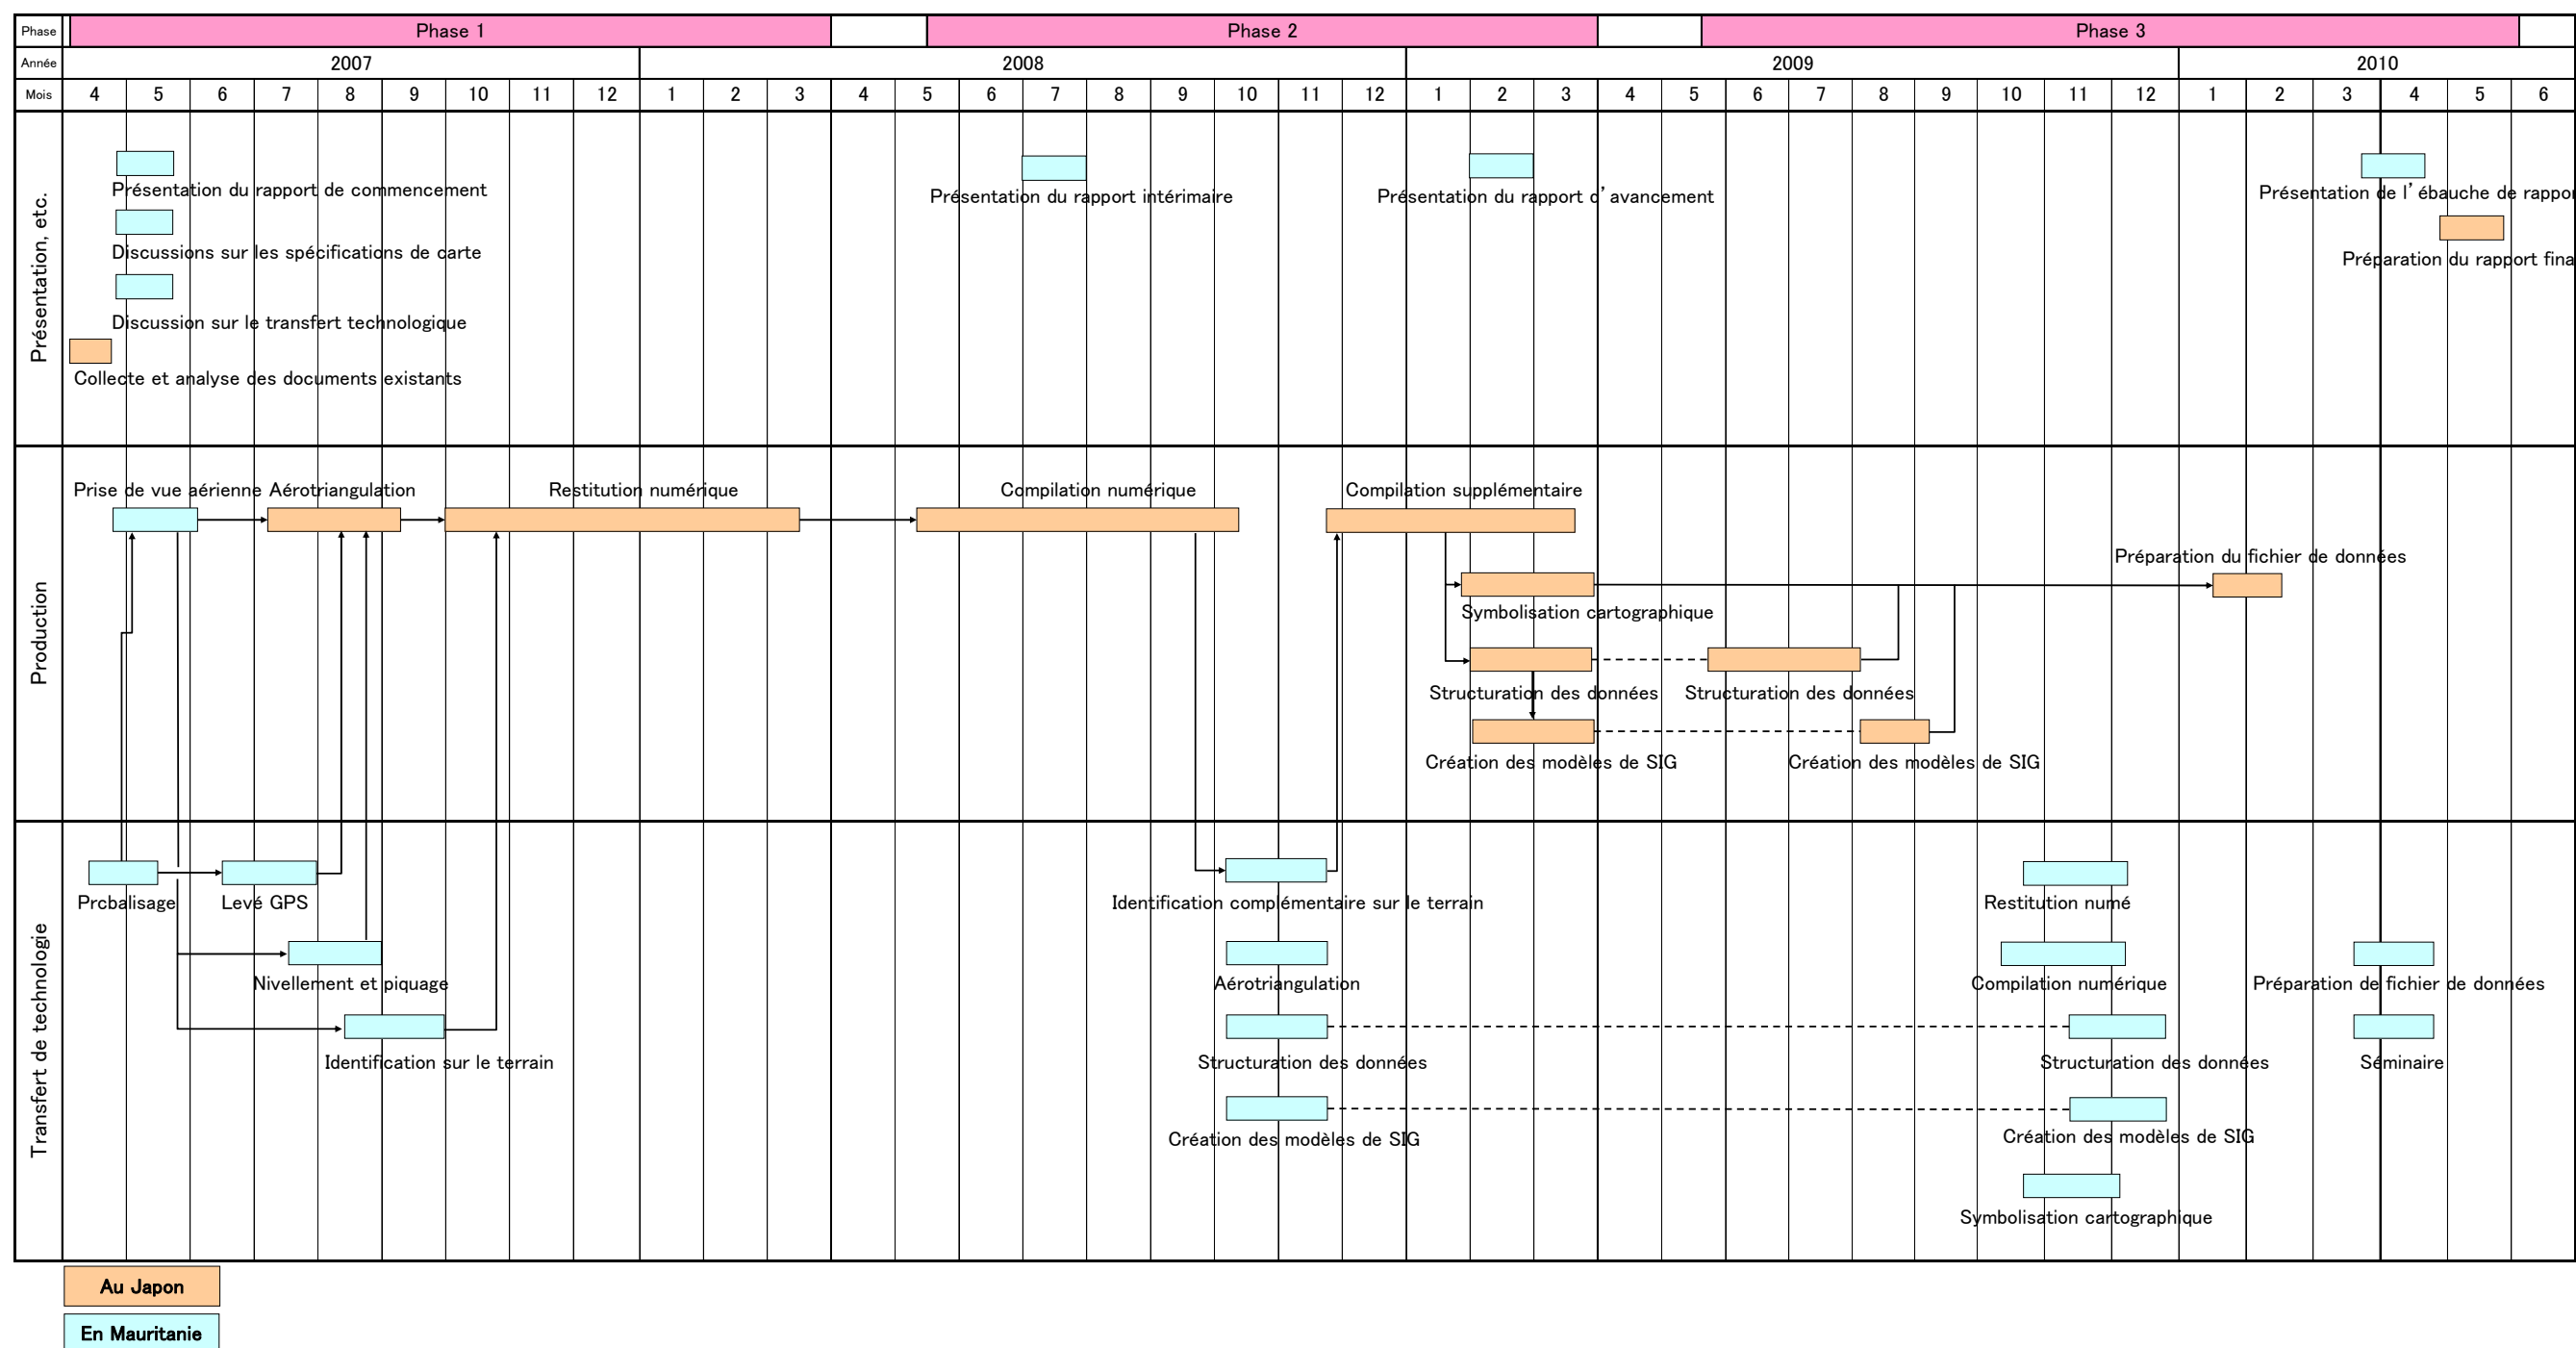 Phase Phase 1 Phase 2 Phase 3
Année 2007 2008 2009 2010
Mois 4 5 6 7 8 9 10 11 12 1 2 3 4 5 6 7 8 9 10 11 12 1 2 3 4 5 6 7 8 9 10 11 12 1 2 3 4 5 6
Présentation, etc.
Présentation du rapport de commencement
Présentation du rapport intérimaire
Présentation du rapport d'avancement
Présentation de l'ébauche de rappor
Discussions sur les spécifications de carte
Préparation du rapport fina
Discussion sur le transfert technologique
Collecte et analyse des documents existants
Production
Prise de vue aérienne
Aérotriangulation
Restitution numérique
Compilation numérique
Compilation supplémentaire
Préparation du fichier de données
Symbolisation cartographique
Structuration des données
Structuration des données
Création des modèles de SIG
Création des modèles de SIG
Transfert de technologie
Prcbalisage
Levé GPS
Identification complémentaire sur le terrain
Restitution numé
Nivellement et piquage
Aérotriangulation
Compilation numérique
Préparation de fichier de données
Identification sur le terrain
Structuration des données
Structuration des données
Séminaire
Création des modèles de SIG
Création des modèles de SIG
Symbolisation cartographique
Au Japon
En Mauritanie